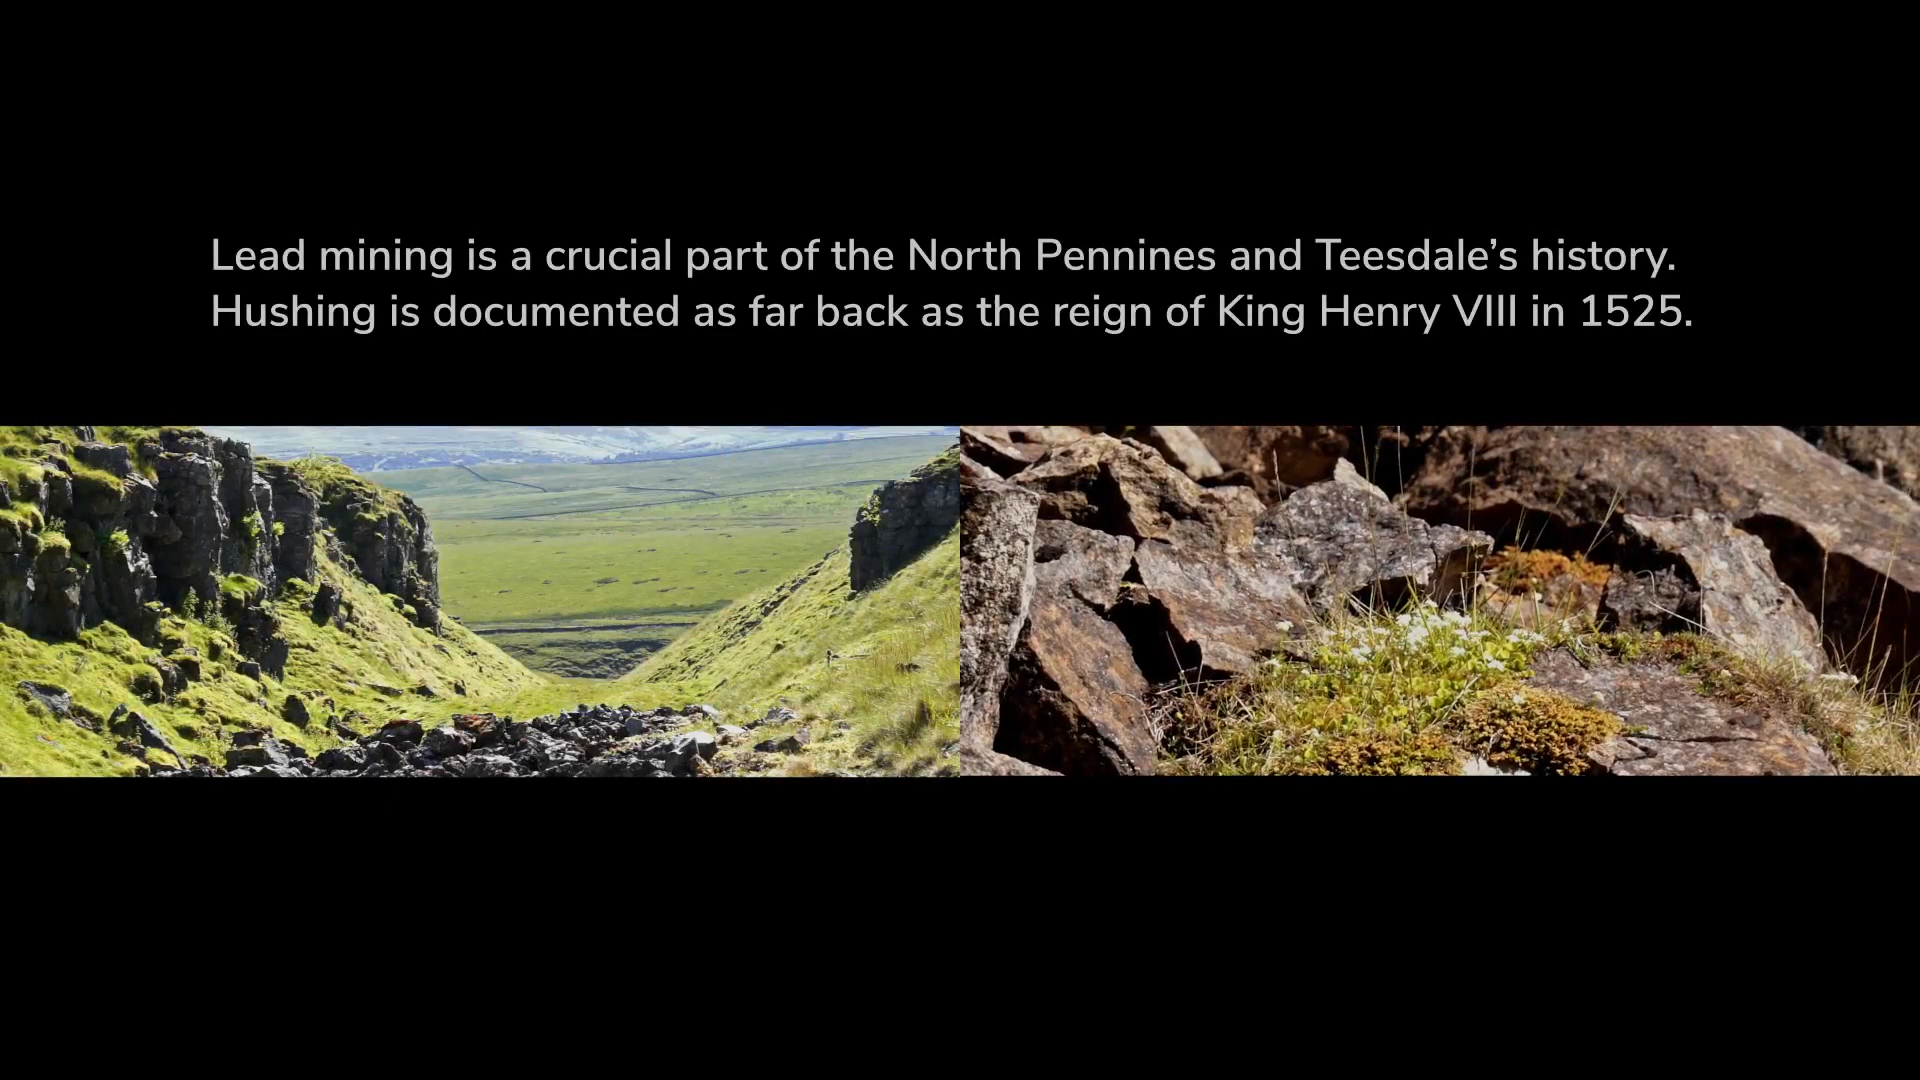 Lead mining is a crucial part of the North Pennines and Teesdale’s history.
Hushing is documented as far back as the reign of King Henry VIII in 1525.